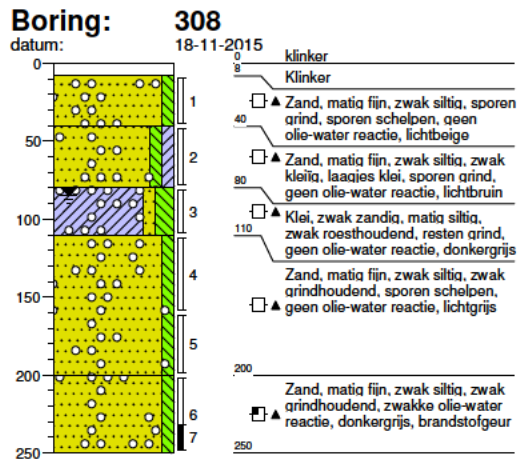 Boring: 308
datum: 18-11-2015
0
50
100
150
200
250
1
2
3
4
5
6
7
0 klinker
8 Klinker
Zand, matig fijn, zwak siltig, sporen
grind, sporen schelpen, geen
40 olie-water reactie, lichtbeige
Zand, matig fijn, zwak siltig, zwak
kleiïg, laagjes klei, sporen grind,
80 geen olie-water reactie, lichtbruin
Klei, zwak zandig, matig siltig,
110 zwak roesthoudend, resten grind,
geen olie-water reactie, donkergrijs
Zand, matig fijn, zwak siltig, zwak
grindhoudend, sporen schelpen,
geen olie-water reactie, lichtgrijs
200
Zand, matig fijn, zwak siltig, zwak
grindhoudend, zwakke olie-water
reactie, donkergrijs, brandstofgeur
250